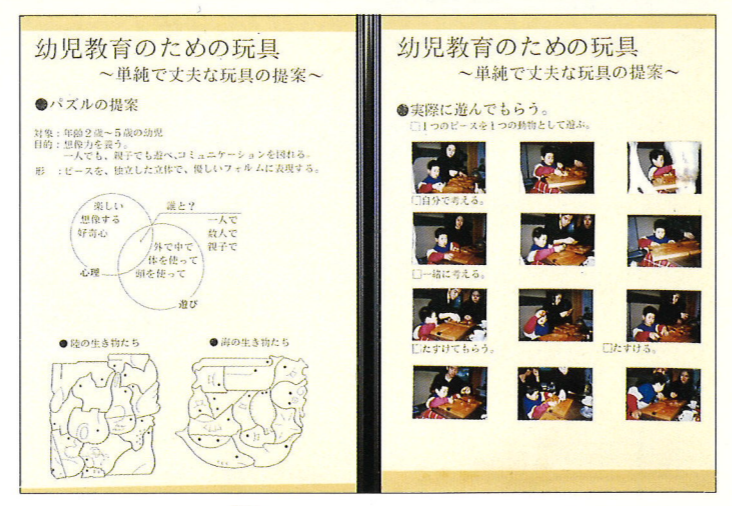 幼児教育のための玩具
～単純で丈夫な玩具の提案～
●パズルの提案
対象：年齢2歳～5歳の幼児
目的：想像力を養う。
一人でも、親子でも遊べ、コミュニケーションを図れる。
形　：ピースを、独立した立体で、優しいフォルムに表現する。
楽しい
想像する
好奇心
心理
誰と？
一人で
数人で
親子で
外で中で
体を使って
頭を使って
遊び
●陸の生き物たち
●海の生き物たち
幼児教育のための玩具
～単純で丈夫な玩具の提案～
●実際に遊んでもらう。
□1つのピースを1つの動物として遊ぶ。
□自分で考える。
□一緒に考える。
□たすけてもらう。
□たすける。